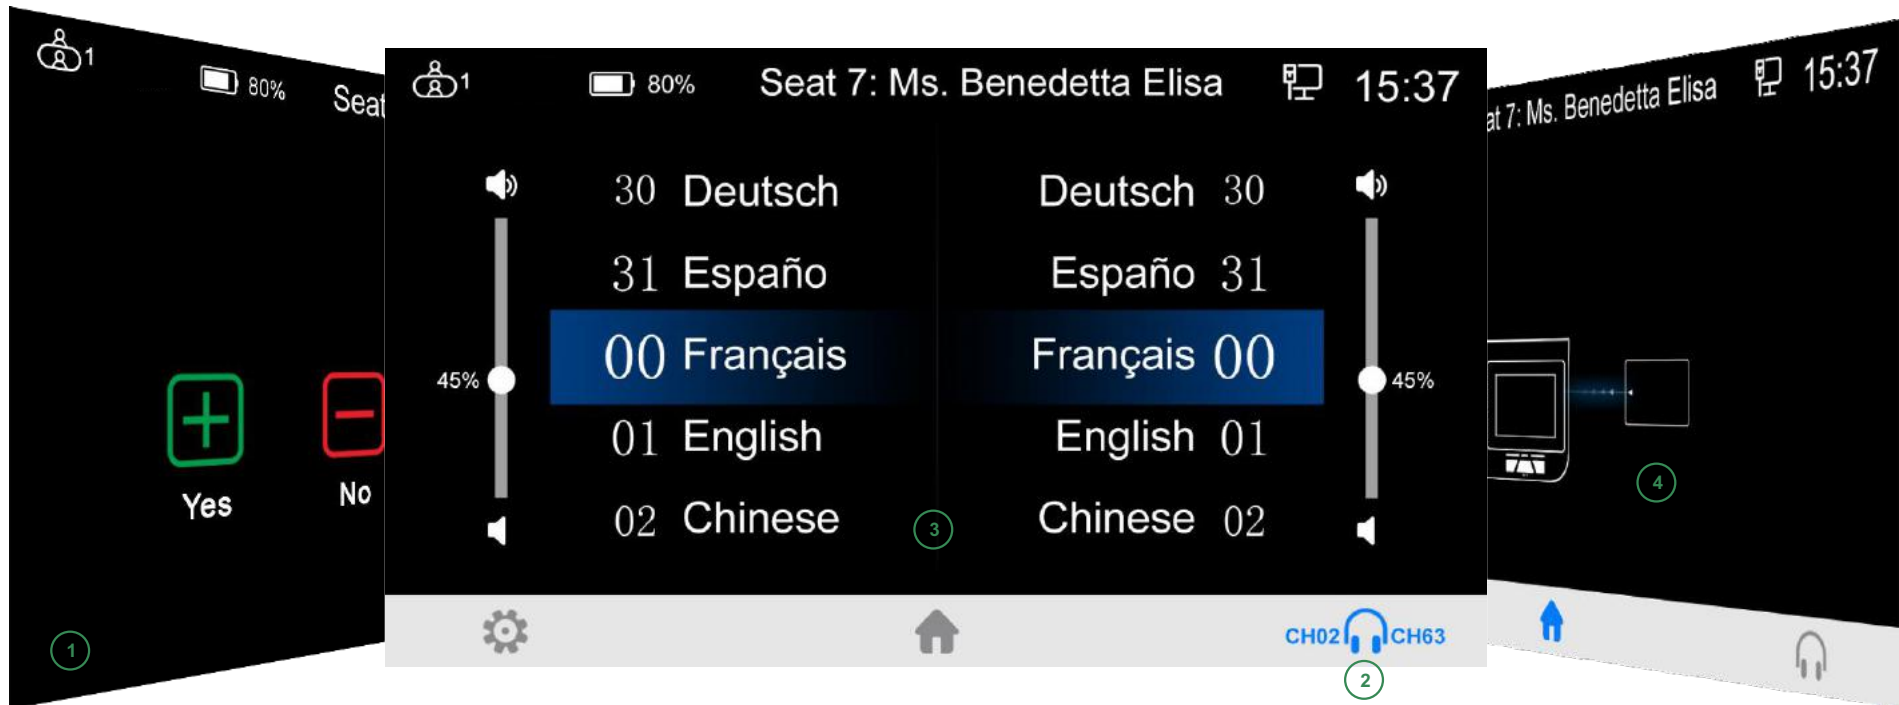 1
80%
Seat
Yes
No
1
1
80%
Seat 7: Ms. Benedetta Elisa
15:37
30 Deutsch
Deutsch 30
31 Españo
Españo 31
00 Français
Français 00
45%
45%
01 English
English 01
02 Chinese
Chinese 02
3
CH02
CH63
2
at 7: Ms. Benedetta Elisa
15:37
4